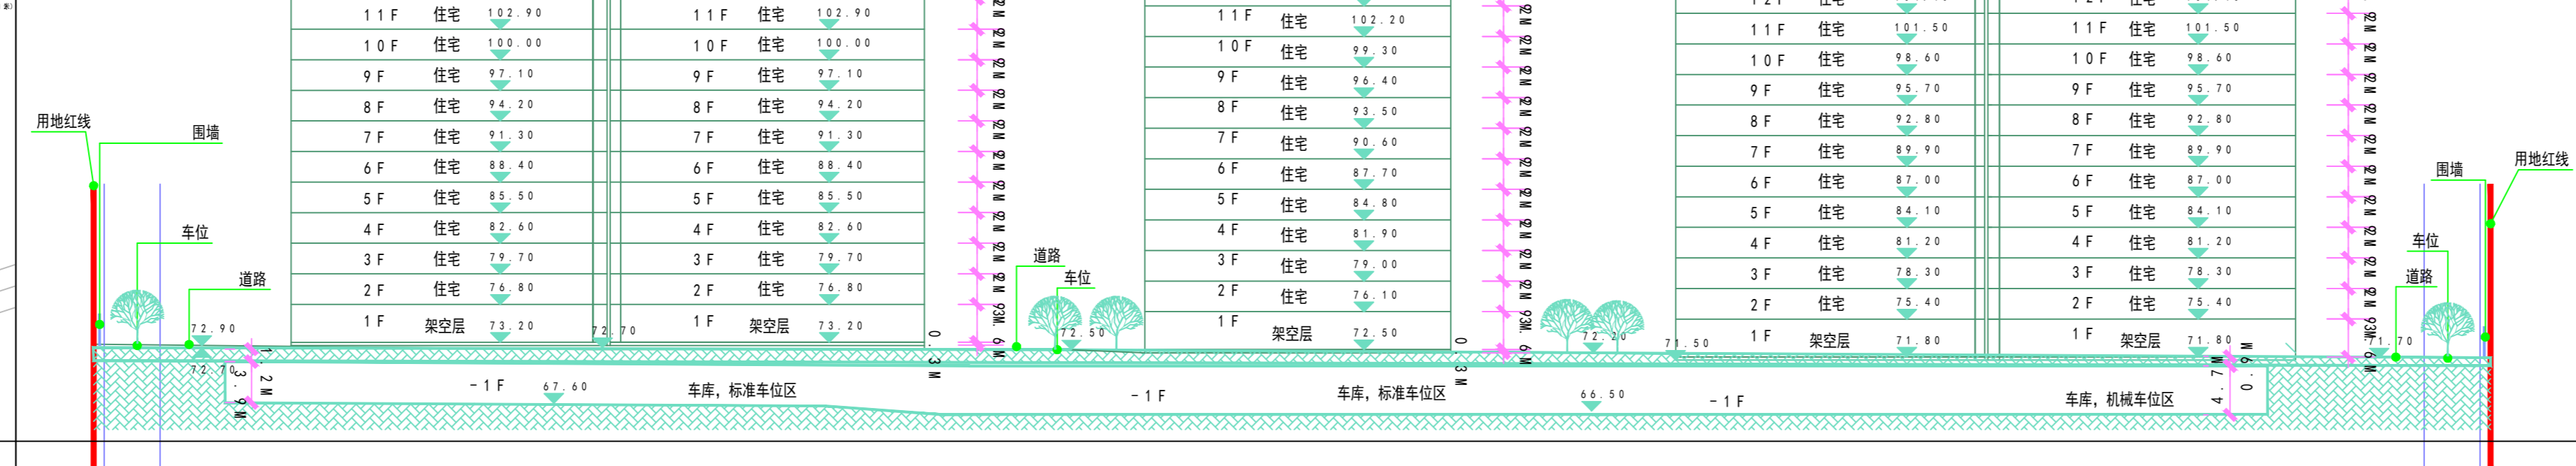 11F 住宅 102.90 11F 住宅 102.90
10F 住宅 100.00 10F 住宅 100.00
9F 住宅 97.10 9F 住宅 97.10
8F 住宅 94.20 8F 住宅 94.20
7F 住宅 91.30 7F 住宅 91.30
6F 住宅 88.40 6F 住宅 88.40
5F 住宅 85.50 5F 住宅 85.50
4F 住宅 82.60 4F 住宅 82.60
3F 住宅 79.70 3F 住宅 79.70
2F 住宅 76.80 2F 住宅 76.80
1F 架空层 73.20 1F 架空层 73.20
11F 住宅 102.20
10F 住宅 99.30
9F 住宅 96.40
8F 住宅 93.50
7F 住宅 90.60
6F 住宅 87.70
5F 住宅 84.80
4F 住宅 81.90
3F 住宅 79.00
2F 住宅 76.10
1F 架空层 72.50
11F 住宅 101.50 11F 住宅 101.50
10F 住宅 98.60 10F 住宅 98.60
9F 住宅 95.70 9F 住宅 95.70
8F 住宅 92.80 8F 住宅 92.80
7F 住宅 89.90 7F 住宅 89.90
6F 住宅 87.00 6F 住宅 87.00
5F 住宅 84.10 5F 住宅 84.10
4F 住宅 81.20 4F 住宅 81.20
3F 住宅 78.30 3F 住宅 78.30
2F 住宅 75.40 2F 住宅 75.40
1F 架空层 71.80 1F 架空层 71.80
用地红线
围墙
车位
道路
72.90
72.70
1.2M
3.9M
72.70
0.3M
道路
车位
72.50
0.3M
72.20
71.50
围墙
用地红线
车位
道路
71.70
-1F 67.60 车库，标准车位区
-1F 车库，标准车位区 66.50
-1F 车库，机械车位区